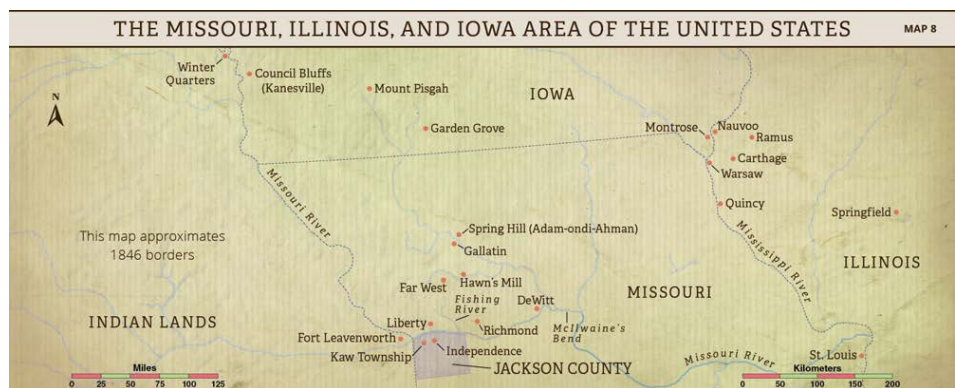 THE MISSOURI, ILLINOIS, AND IOWA AREA OF THE UNITED STATES
MAP 8
Winter
Quarters
Council Bluffs
(Kanesville)
Mount Pisgah
IOWA
N
Garden Grove
Montrose
Nauvoo
Ramus
Carthage
Warsaw
Missouri River
Quincy
Springfield
Spring Hill (Adam-ondi-Ahman)
Gallatin
This map approximates
1846 borders
Mississippi River
ILLINOIS
Far West
Hawn's Mill
MISSOURI
Fishing
River
DeWitt
INDIAN LANDS
Liberty
Richmond
McIlwaine's
Bend
Fort Leavenworth
Kaw Township
Independence
Missouri River
St. Louis
JACKSON COUNTY
Miles
0 25 50 75 100 125
Kilometers
0 40 80 120 160 200